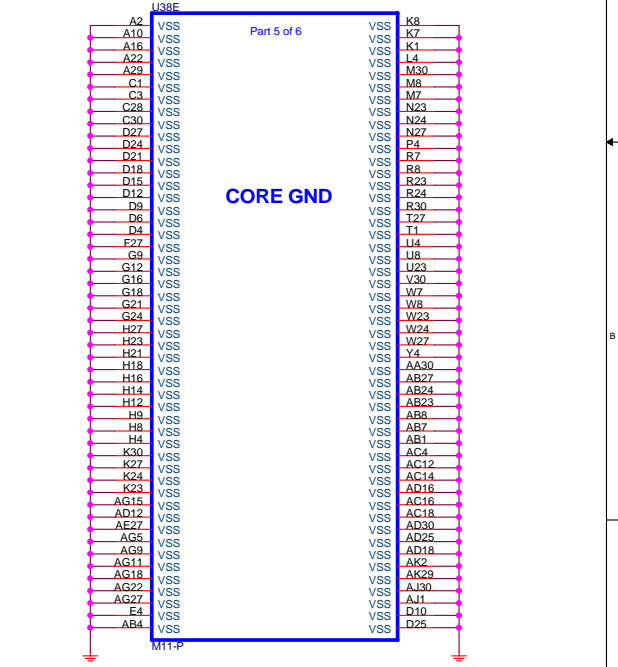 U38E
Part 5 of 6
A2 VSS VSS K8
A10 VSS VSS K7
A16 VSS VSS K1
A22 VSS VSS L4
A29 VSS VSS M30
C1 VSS VSS M8
C3 VSS VSS M7
C28 VSS VSS N23
C30 VSS VSS N24
D27 VSS VSS N27
D24 VSS VSS P4
D21 VSS VSS R7
D18 VSS VSS R8
D15 VSS VSS R23
CORE GND
D12 VSS VSS R24
D9 VSS VSS R30
D6 VSS VSS T27
D4 VSS VSS T1
F27 VSS VSS U4
G9 VSS VSS U8
G12 VSS VSS U23
G16 VSS VSS V30
G18 VSS VSS W7
G21 VSS VSS W8
G24 VSS VSS W23
H27 VSS VSS W24
H23 VSS VSS W27
B
H21 VSS VSS Y4
H18 VSS VSS AA30
H16 VSS VSS AB27
H14 VSS VSS AB24
H12 VSS VSS AB23
H9 VSS VSS AB8
H8 VSS VSS AB7
H4 VSS VSS AB1
K30 VSS VSS AC4
K27 VSS VSS AC12
K24 VSS VSS AC14
K23 VSS VSS AD16
AG15 VSS VSS AC16
AD12 VSS VSS AC18
AE27 VSS VSS AD30
AG5 VSS VSS AD25
AG9 VSS VSS AD18
AG11 VSS VSS AK2
AG18 VSS VSS AK29
AG22 VSS VSS AJ30
AG27 VSS VSS AJ1
E4 VSS VSS D10
AB4 VSS VSS D25
M11-P